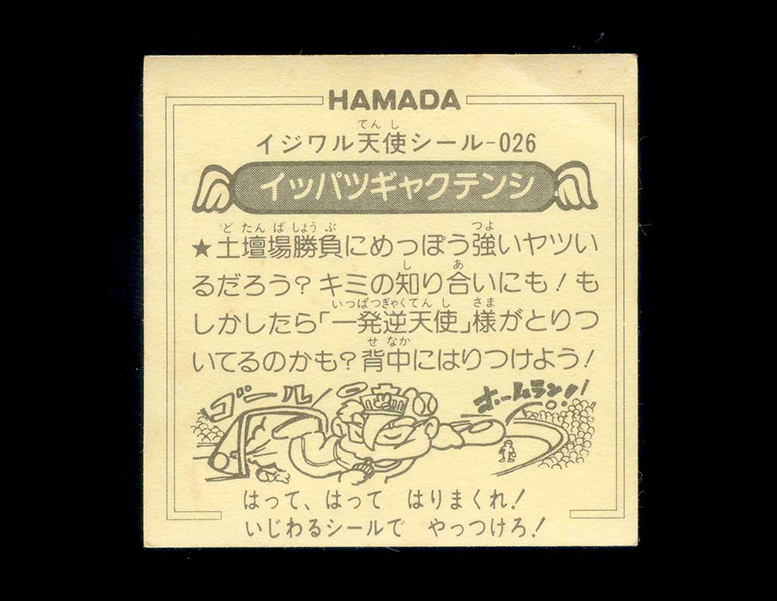 HAMADA
てんし
イジワル天使シール-026
イッパツギャクテンシ
どたんばしょうぶ つよ
★土壇場勝負にめっぽう強いヤツい
し あ
るだろう?キミの知り合いにも!も
いっぱつぎゃくてんし さま
しかしたら「一発逆天使」様がとりつ
せなか
いてるのかも?背中にはりつけよう!
ゴール
ホームラン!!
はって、はって はりまくれ!
いじわるシールで やっつけろ!